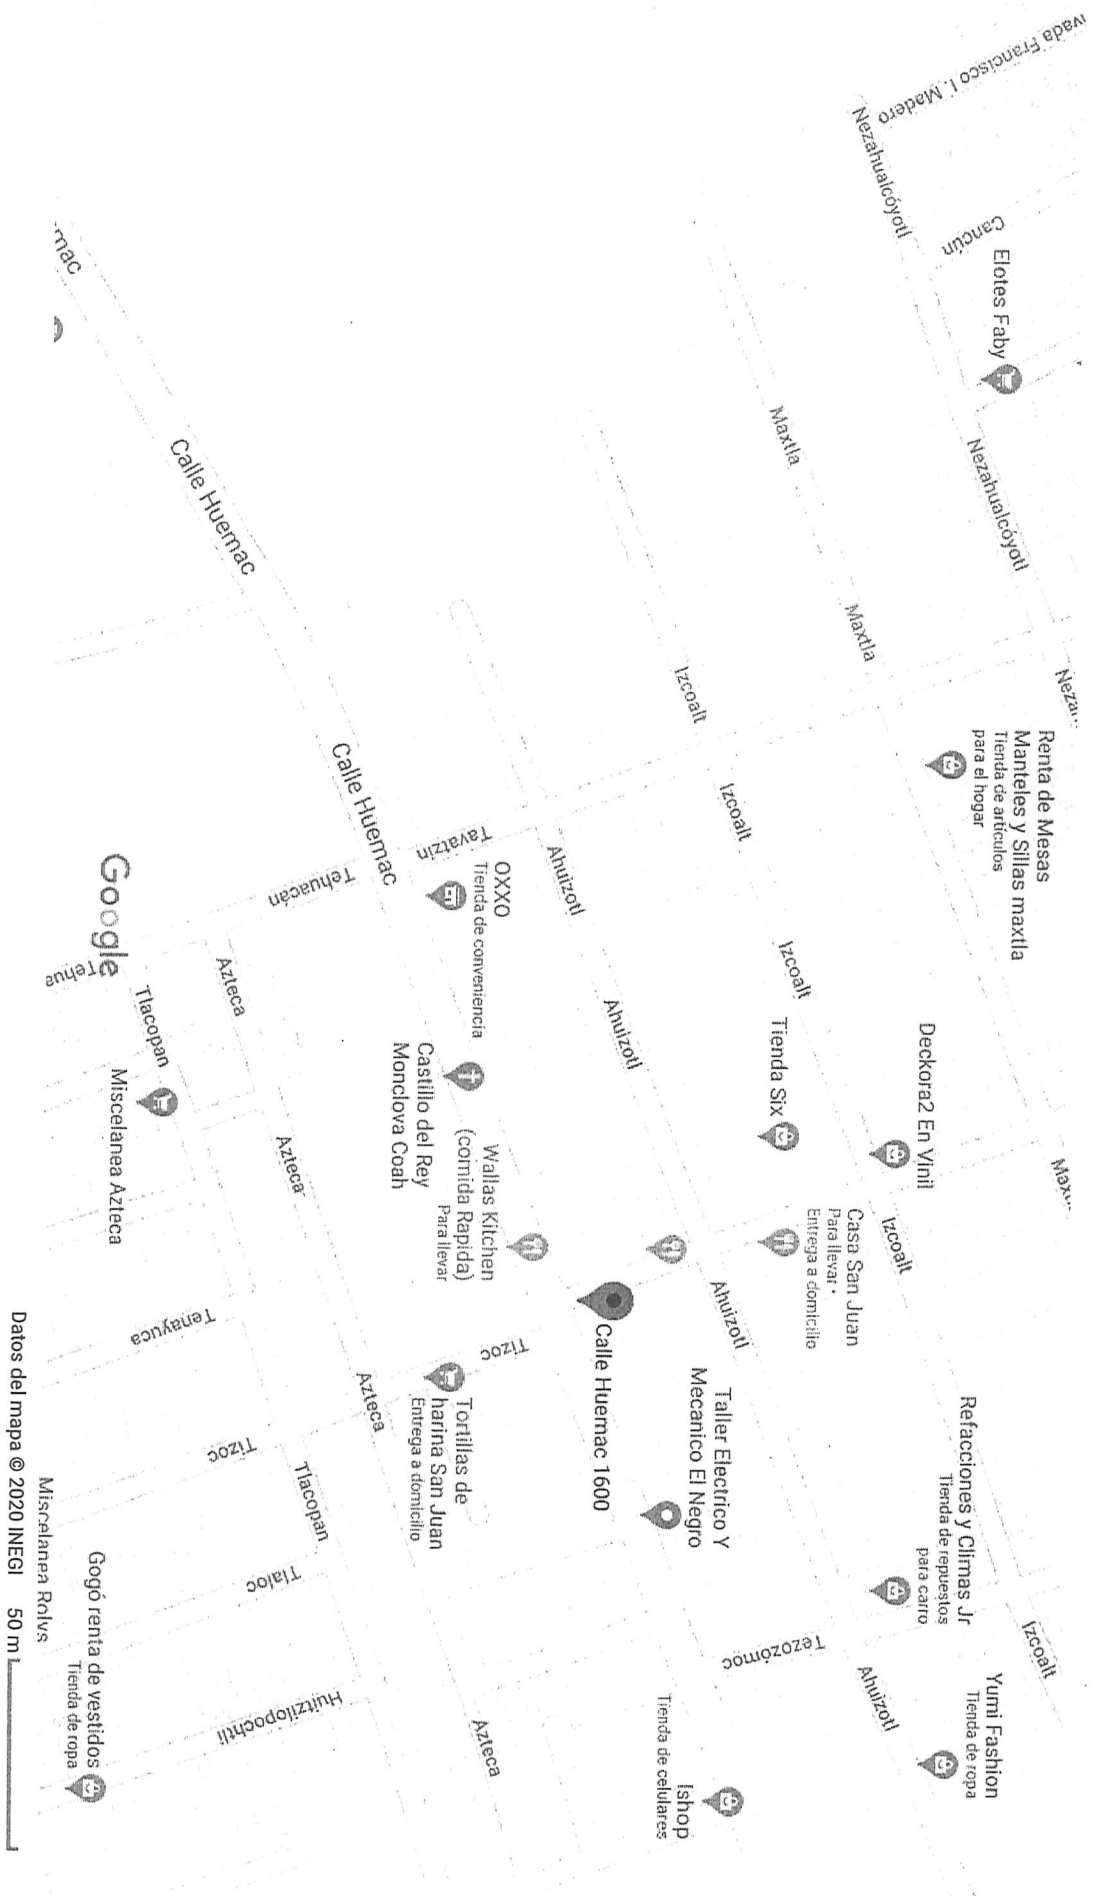 ivada Francisco I. Madero
Nezahualcóyotl
Cancún
Elotes Faby
Nezahualcóyotl
Neza...
Renta de Mesas
Manteles y Sillas maxtla
Tienda de artículos
para el hogar
Maxtla
Maxtla
Max...
Izcoalt
Izcoalt
Izcoalt
Izcoalt
Izcoalt
Deckora2 En Vinil
Tienda Six
Casa San Juan
Para llevar •
Entrega a domicilio
Refacciones y Climas Jr
Tienda de repuestos
para carro
Yumi Fashion
Tienda de ropa
Ahuizotl
Ahuizotl
Ahuizotl
Ahuizotl
Taller Electrico Y
Mecanico El Negro
Tezozómoc
Ishop
Tienda de celulares
mac
Calle Huemac
Calle Huemac
Calle Huemac 1600
Tavatzin
OXXO
Tienda de conveniencia
Castillo del Rey
Monclova Coah
Wallas Kitchen
(comida Rapida)
Para llevar
Tizoc
Tortillas de
harina San Juan
Entrega a domicilio
Tehuacán
Tehua
Azteca
Azteca
Azteca
Azteca
Tlacopan
Tlacopan
Miscelanea Azteca
Tenayuca
Tizoc
Tlaloc
Huitzilopochtli
Gogó renta de vestidos
Tienda de ropa
Miscelanea Rolys
Google
Datos del mapa © 2020 INEGI 50 m